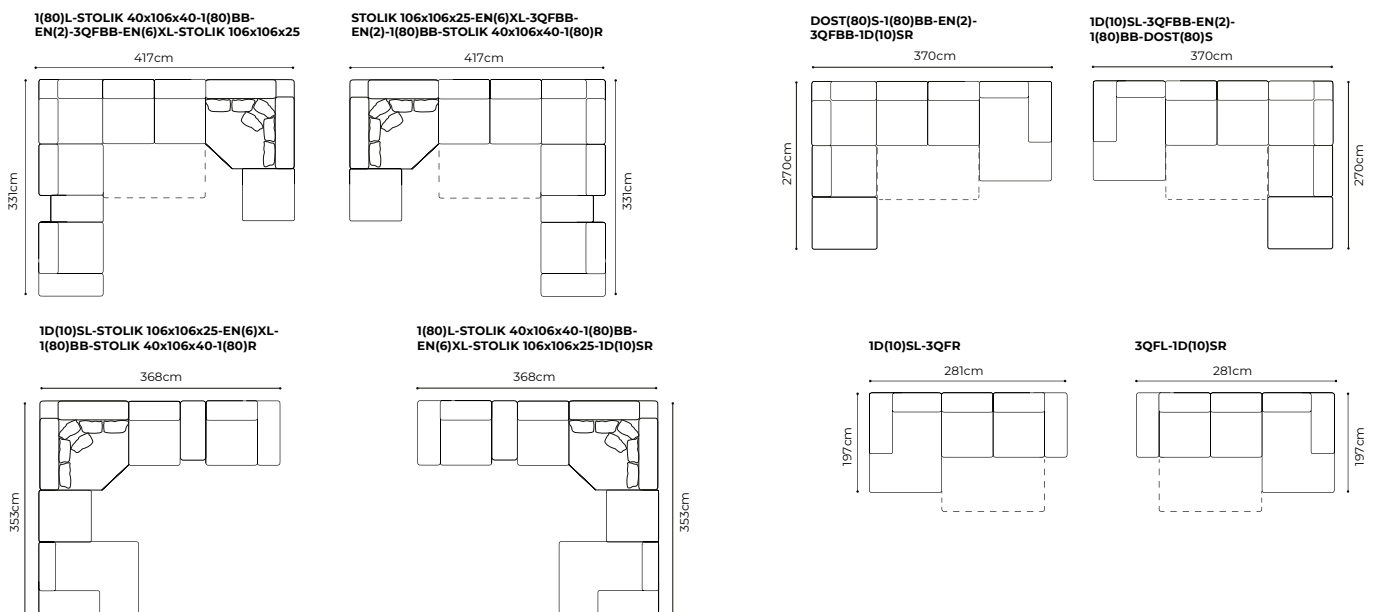 1(80)L-STOLIK 40x106x40-1(80)BB-
EN(2)-3QFBB-EN(6)XL-STOLIK 106x106x25
417cm
331cm
STOLIK 106x106x25-EN(6)XL-3QFBB-
EN(2)-1(80)BB-STOLIK 40x106x40-1(80)R
417cm
331cm
DOST(80)S-1(80)BB-EN(2)-
3QFBB-1D(10)SR
370cm
270cm
1D(10)SL-3QFBB-EN(2)-
1(80)BB-DOST(80)S
370cm
270cm
1D(10)SL-STOLIK 106x106x25-EN(6)XL-
1(80)BB-STOLIK 40x106x40-1(80)R
368cm
353cm
1(80)L-STOLIK 40x106x40-1(80)BB-
EN(6)XL-STOLIK 106x106x25-1D(10)SR
368cm
353cm
1D(10)SL-3QFR
281cm
197cm
3QFL-1D(10)SR
281cm
197cm